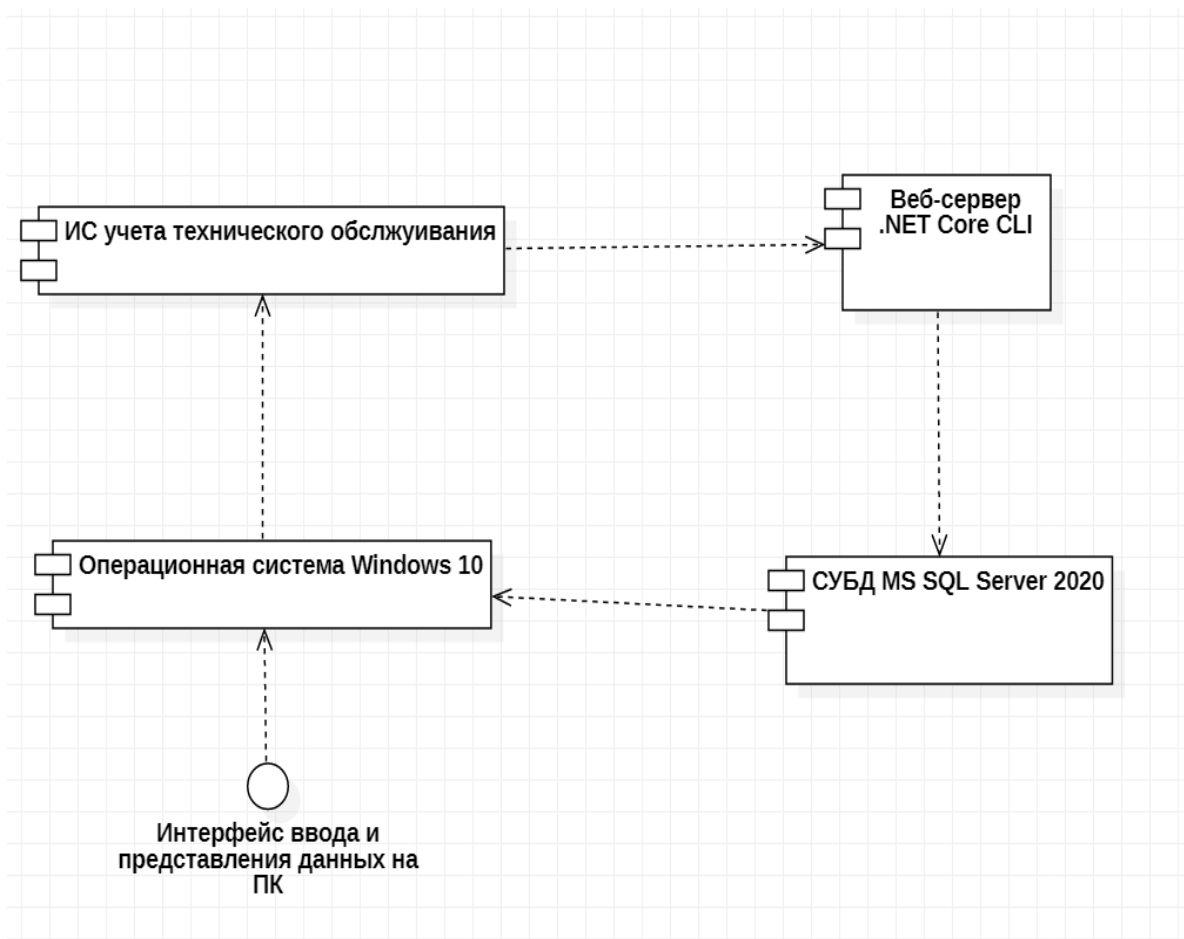 ИС учета технического обслжуивания
Веб-сервер
.NET Core CLI
Операционная система Windows 10
СУБД MS SQL Server 2020
Интерфейс ввода и
представления данных на
ПК